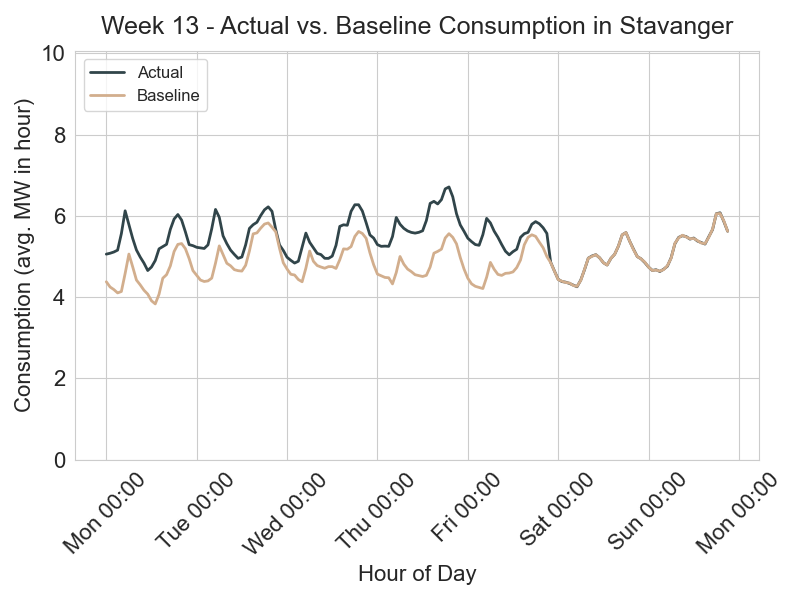 Week 13 - Actual vs. Baseline Consumption in Stavanger
Actual
Baseline
Consumption (avg. MW in hour)
10
8
6
4
2
0
Mon 00:00
Tue 00:00
Wed 00:00
Thu 00:00
Fri 00:00
Sat 00:00
Sun 00:00
Mon 00:00
Hour of Day